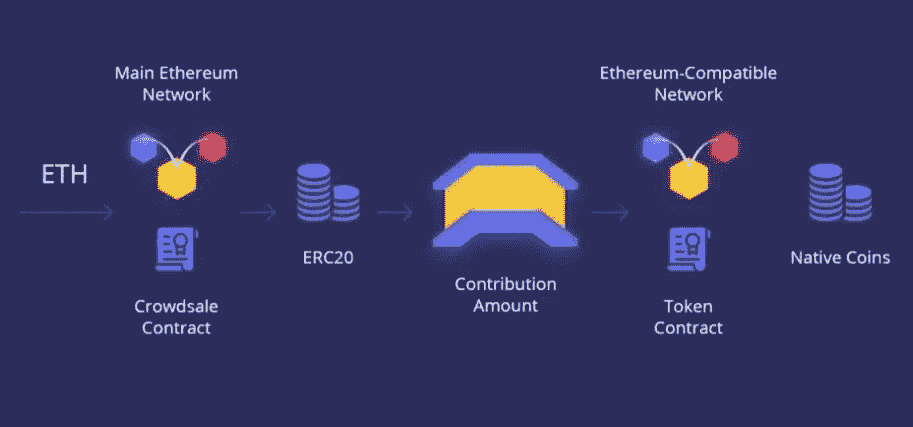 Main Ethereum
Network
Ethereum-Compatible
Network
ETH
ERC20
Native Coins
Contribution
Amount
Crowdsale
Contract
Token
Contract